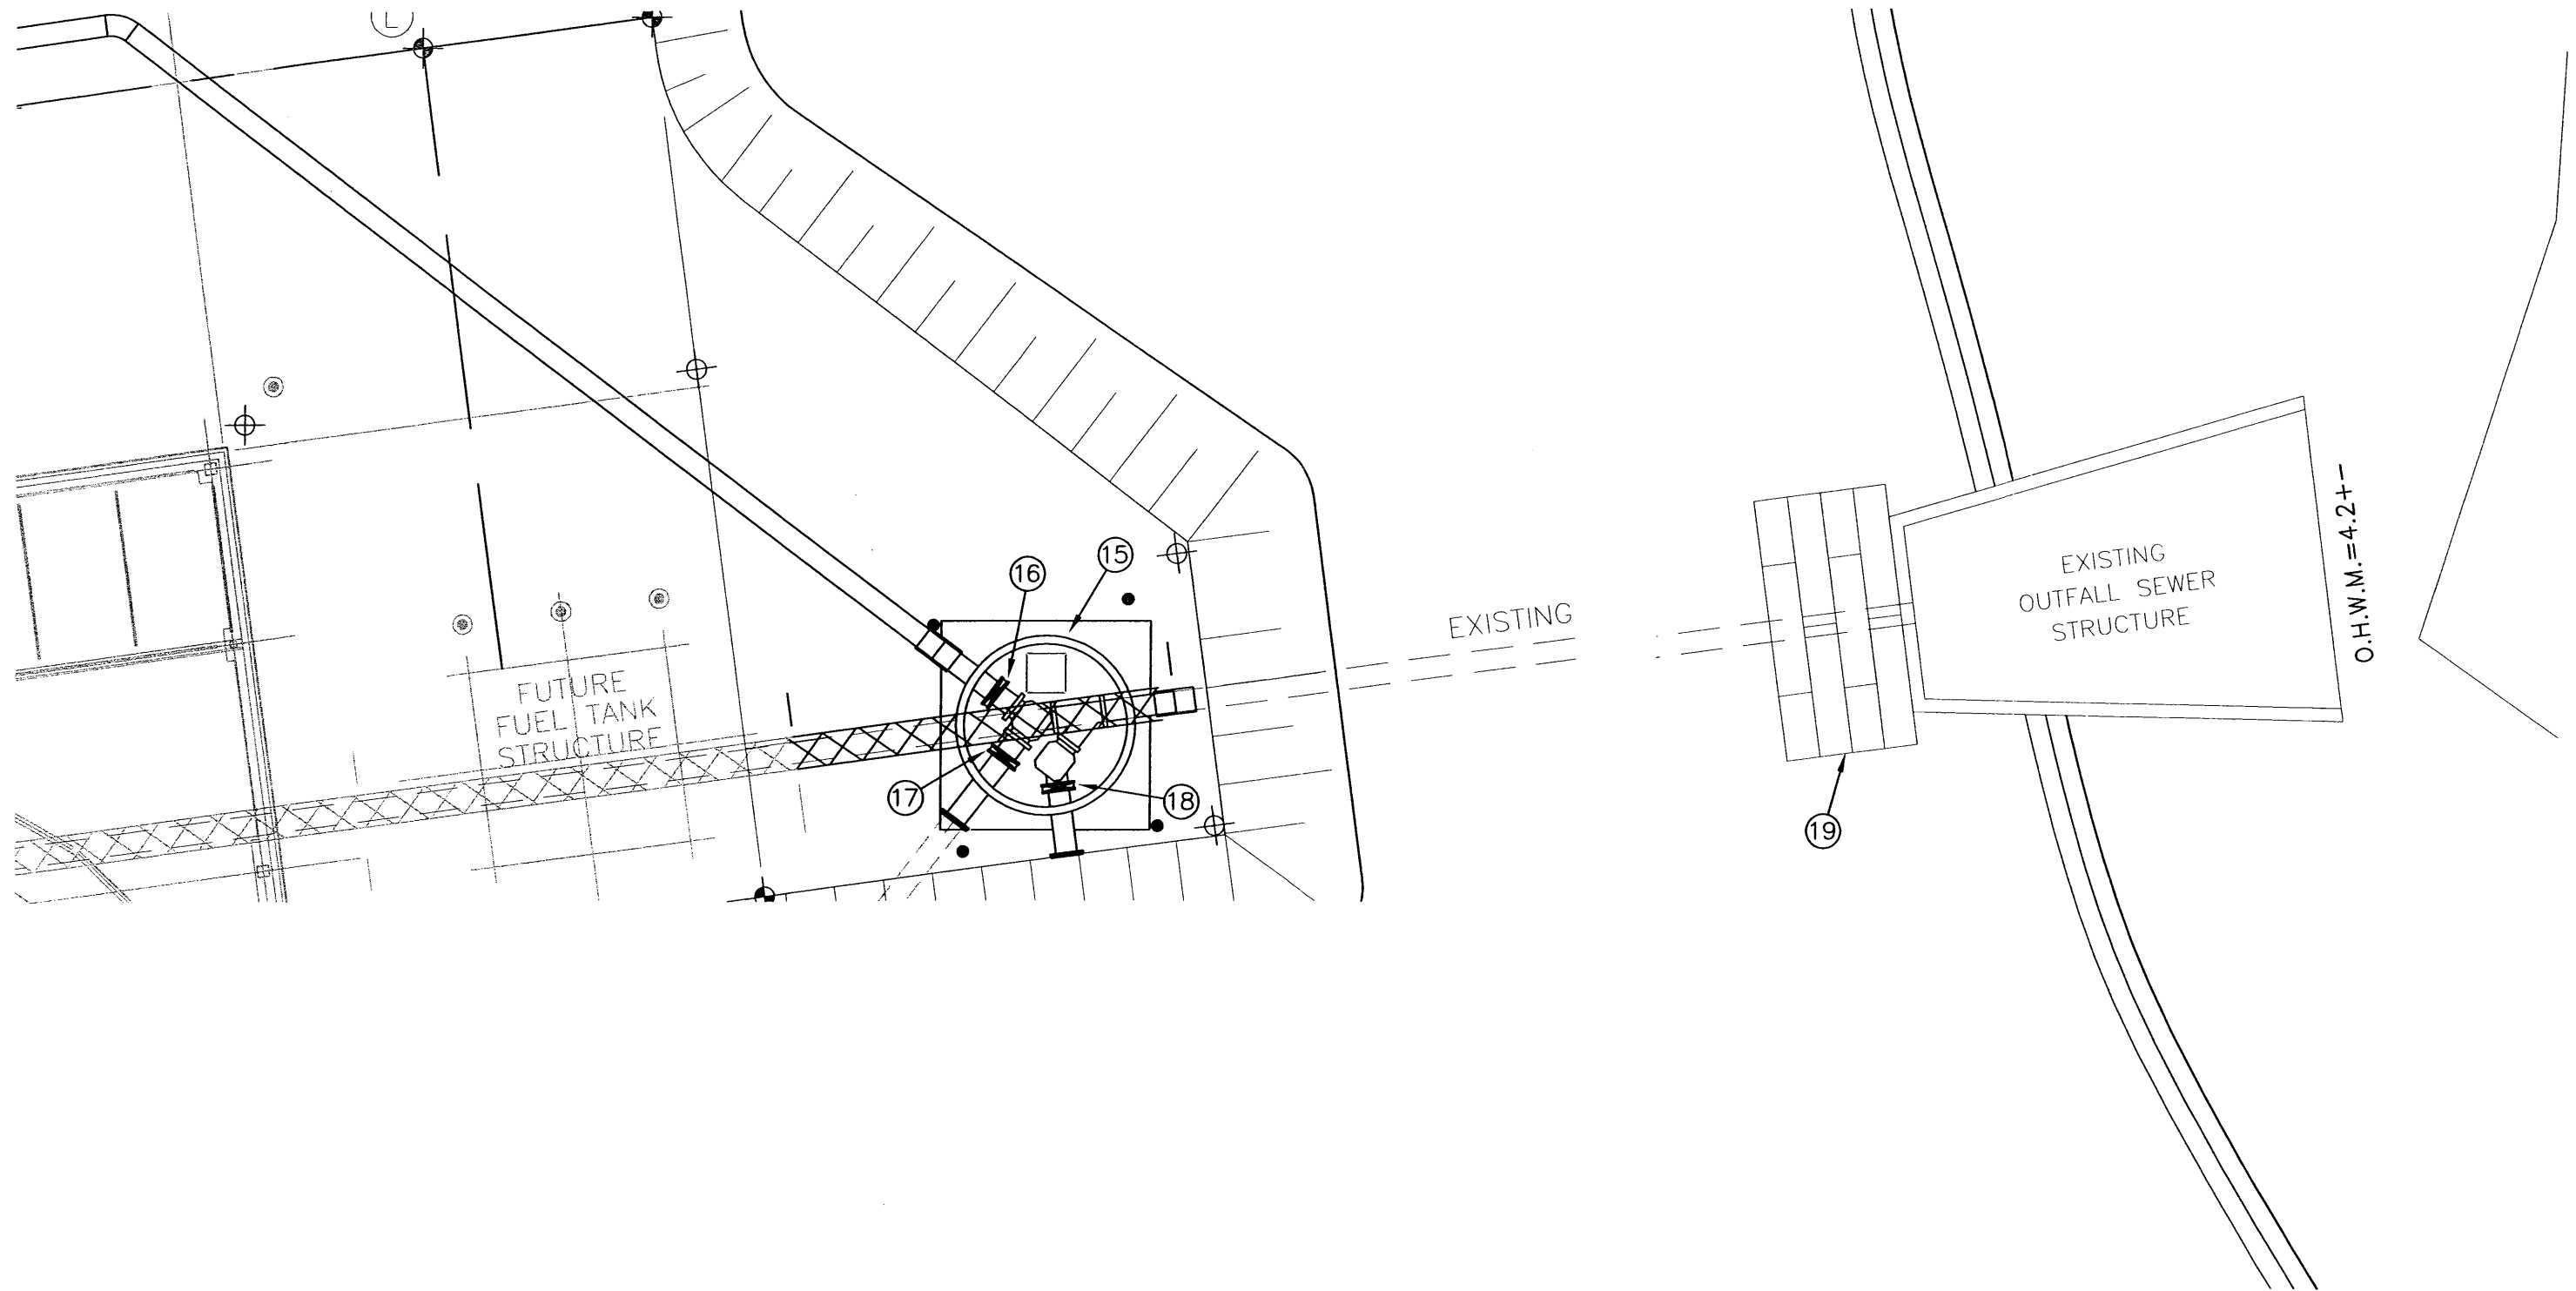 L
15
16
EXISTING
OUTFALL SEWER
STRUCTURE
O.H.W.M.=4.2+-
EXISTING
FUTURE
FUEL TANK
STRUCTURE
17
18
19